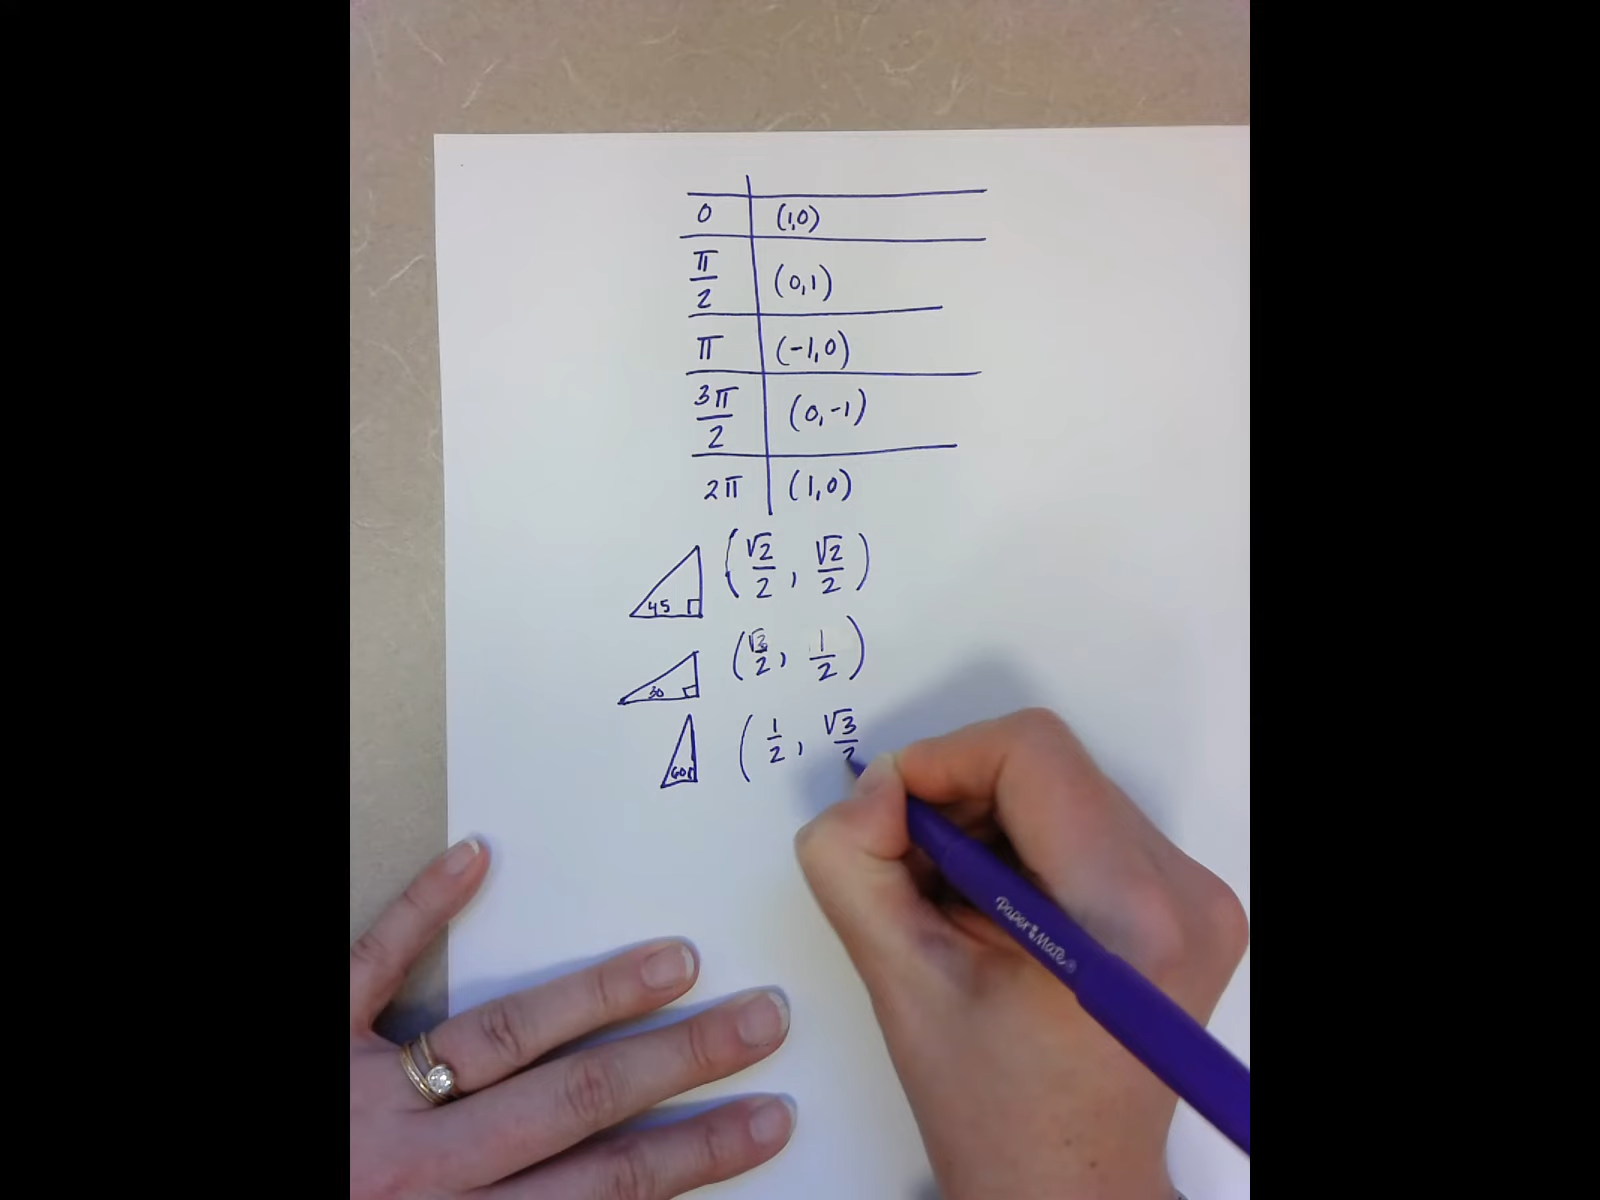 0 (1,0)
π/2 (0,1)
π (-1,0)
3π/2 (0,-1)
2π (1,0)
45 (√2/2, √2/2)
30 (√3/2, 1/2)
60 (1/2, √3/2
Paper Mate